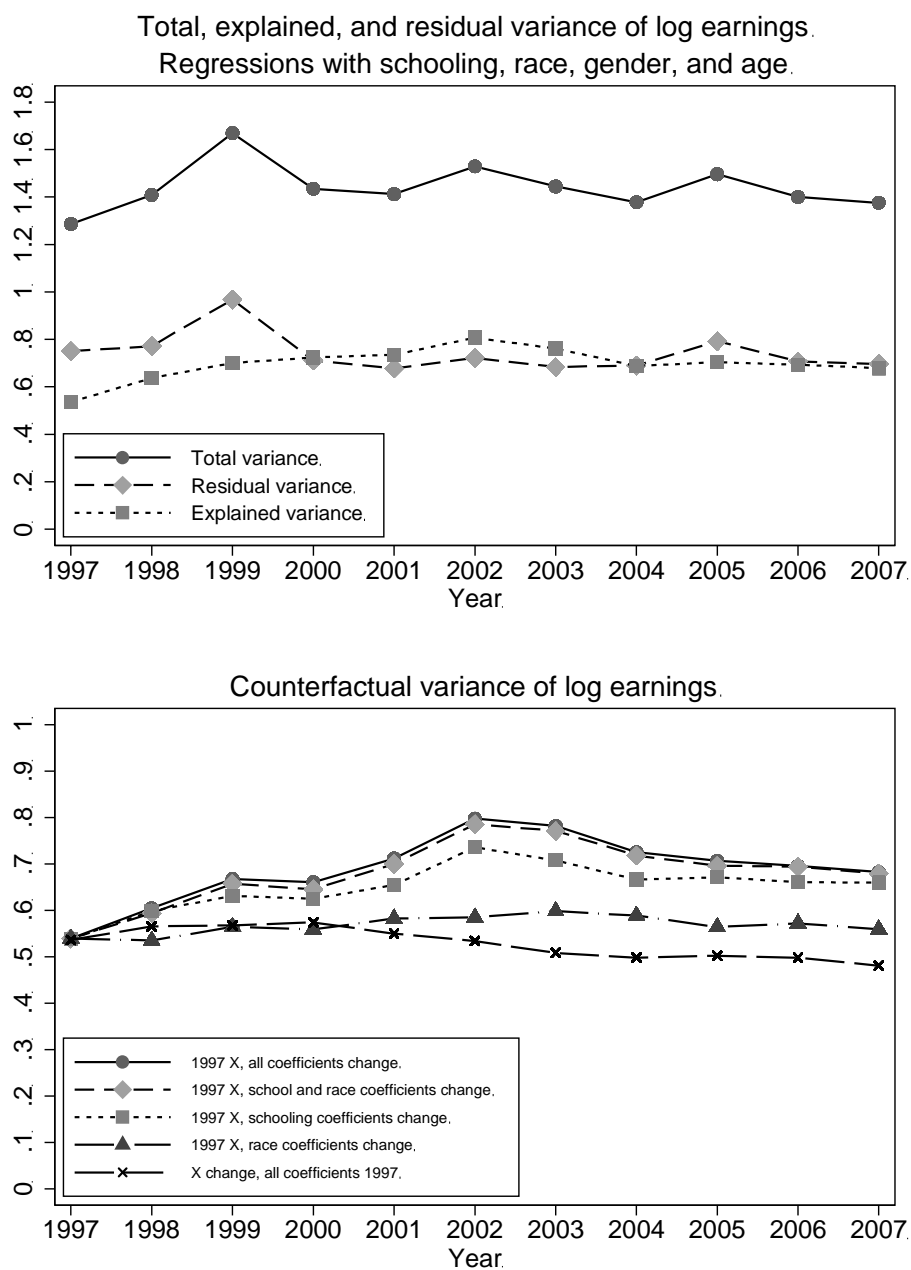 Total, explained, and residual variance of log earnings.
Regressions with schooling, race, gender, and age.
1.8
1.6
1.4
1.2
1.
.8
.6
.4
.2
0.
Total variance.
Residual variance.
Explained variance.
1997 1998 1999 2000 2001 2002 2003 2004 2005 2006 2007.
Year.
Counterfactual variance of log earnings.
1.
.9
.8
.7
.6
.5
.4
.3
.2
.1
0.
1997 X, all coefficients change.
1997 X, school and race coefficients change.
1997 X, schooling coefficients change.
1997 X, race coefficients change.
X change, all coefficients 1997.
1997 1998 1999 2000 2001 2002 2003 2004 2005 2006 2007.
Year.